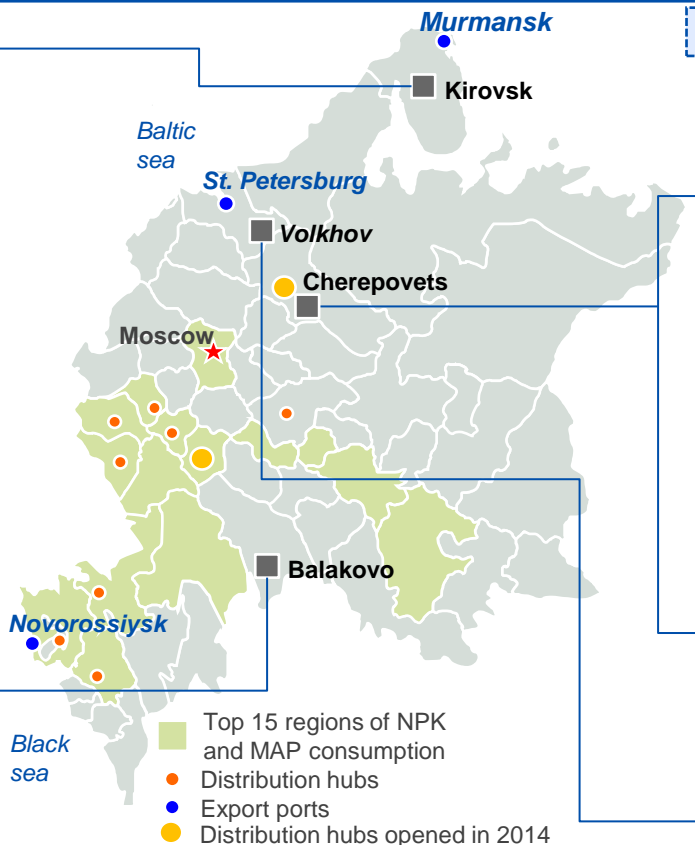 Murmansk
Kirovsk
Baltic
sea
St. Petersburg
Volkhov
Cherepovets
Moscow
Balakovo
Novorossiysk
Black
sea
Top 15 regions of NPK
and MAP consumption
Distribution hubs
Export ports
Distribution hubs opened in 2014